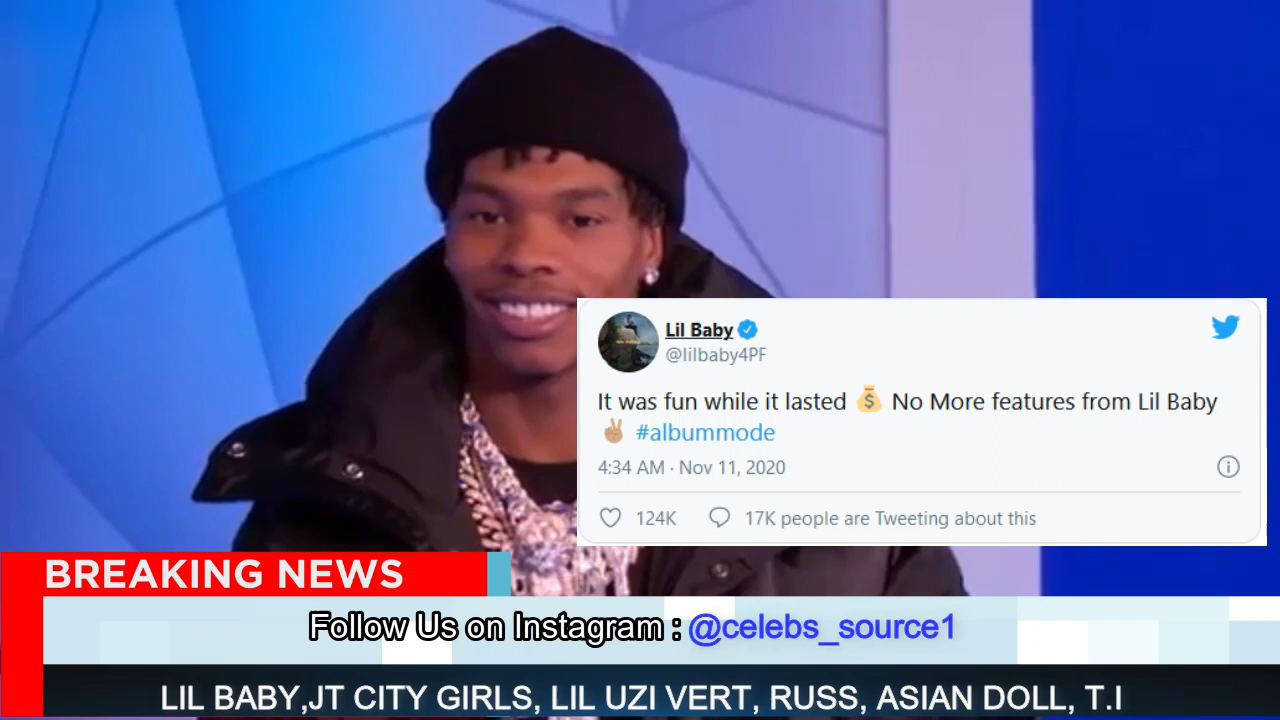 Lil Baby
@lilbaby4PF
It was fun while it lasted 💰 No More features from Lil Baby
✌🏽 #albummode
4:34 AM · Nov 11, 2020
124K 17K people are Tweeting about this
BREAKING NEWS
Follow Us on Instagram : @celebs_source1
LIL BABY,JT CITY GIRLS, LIL UZI VERT, RUSS, ASIAN DOLL, T.I